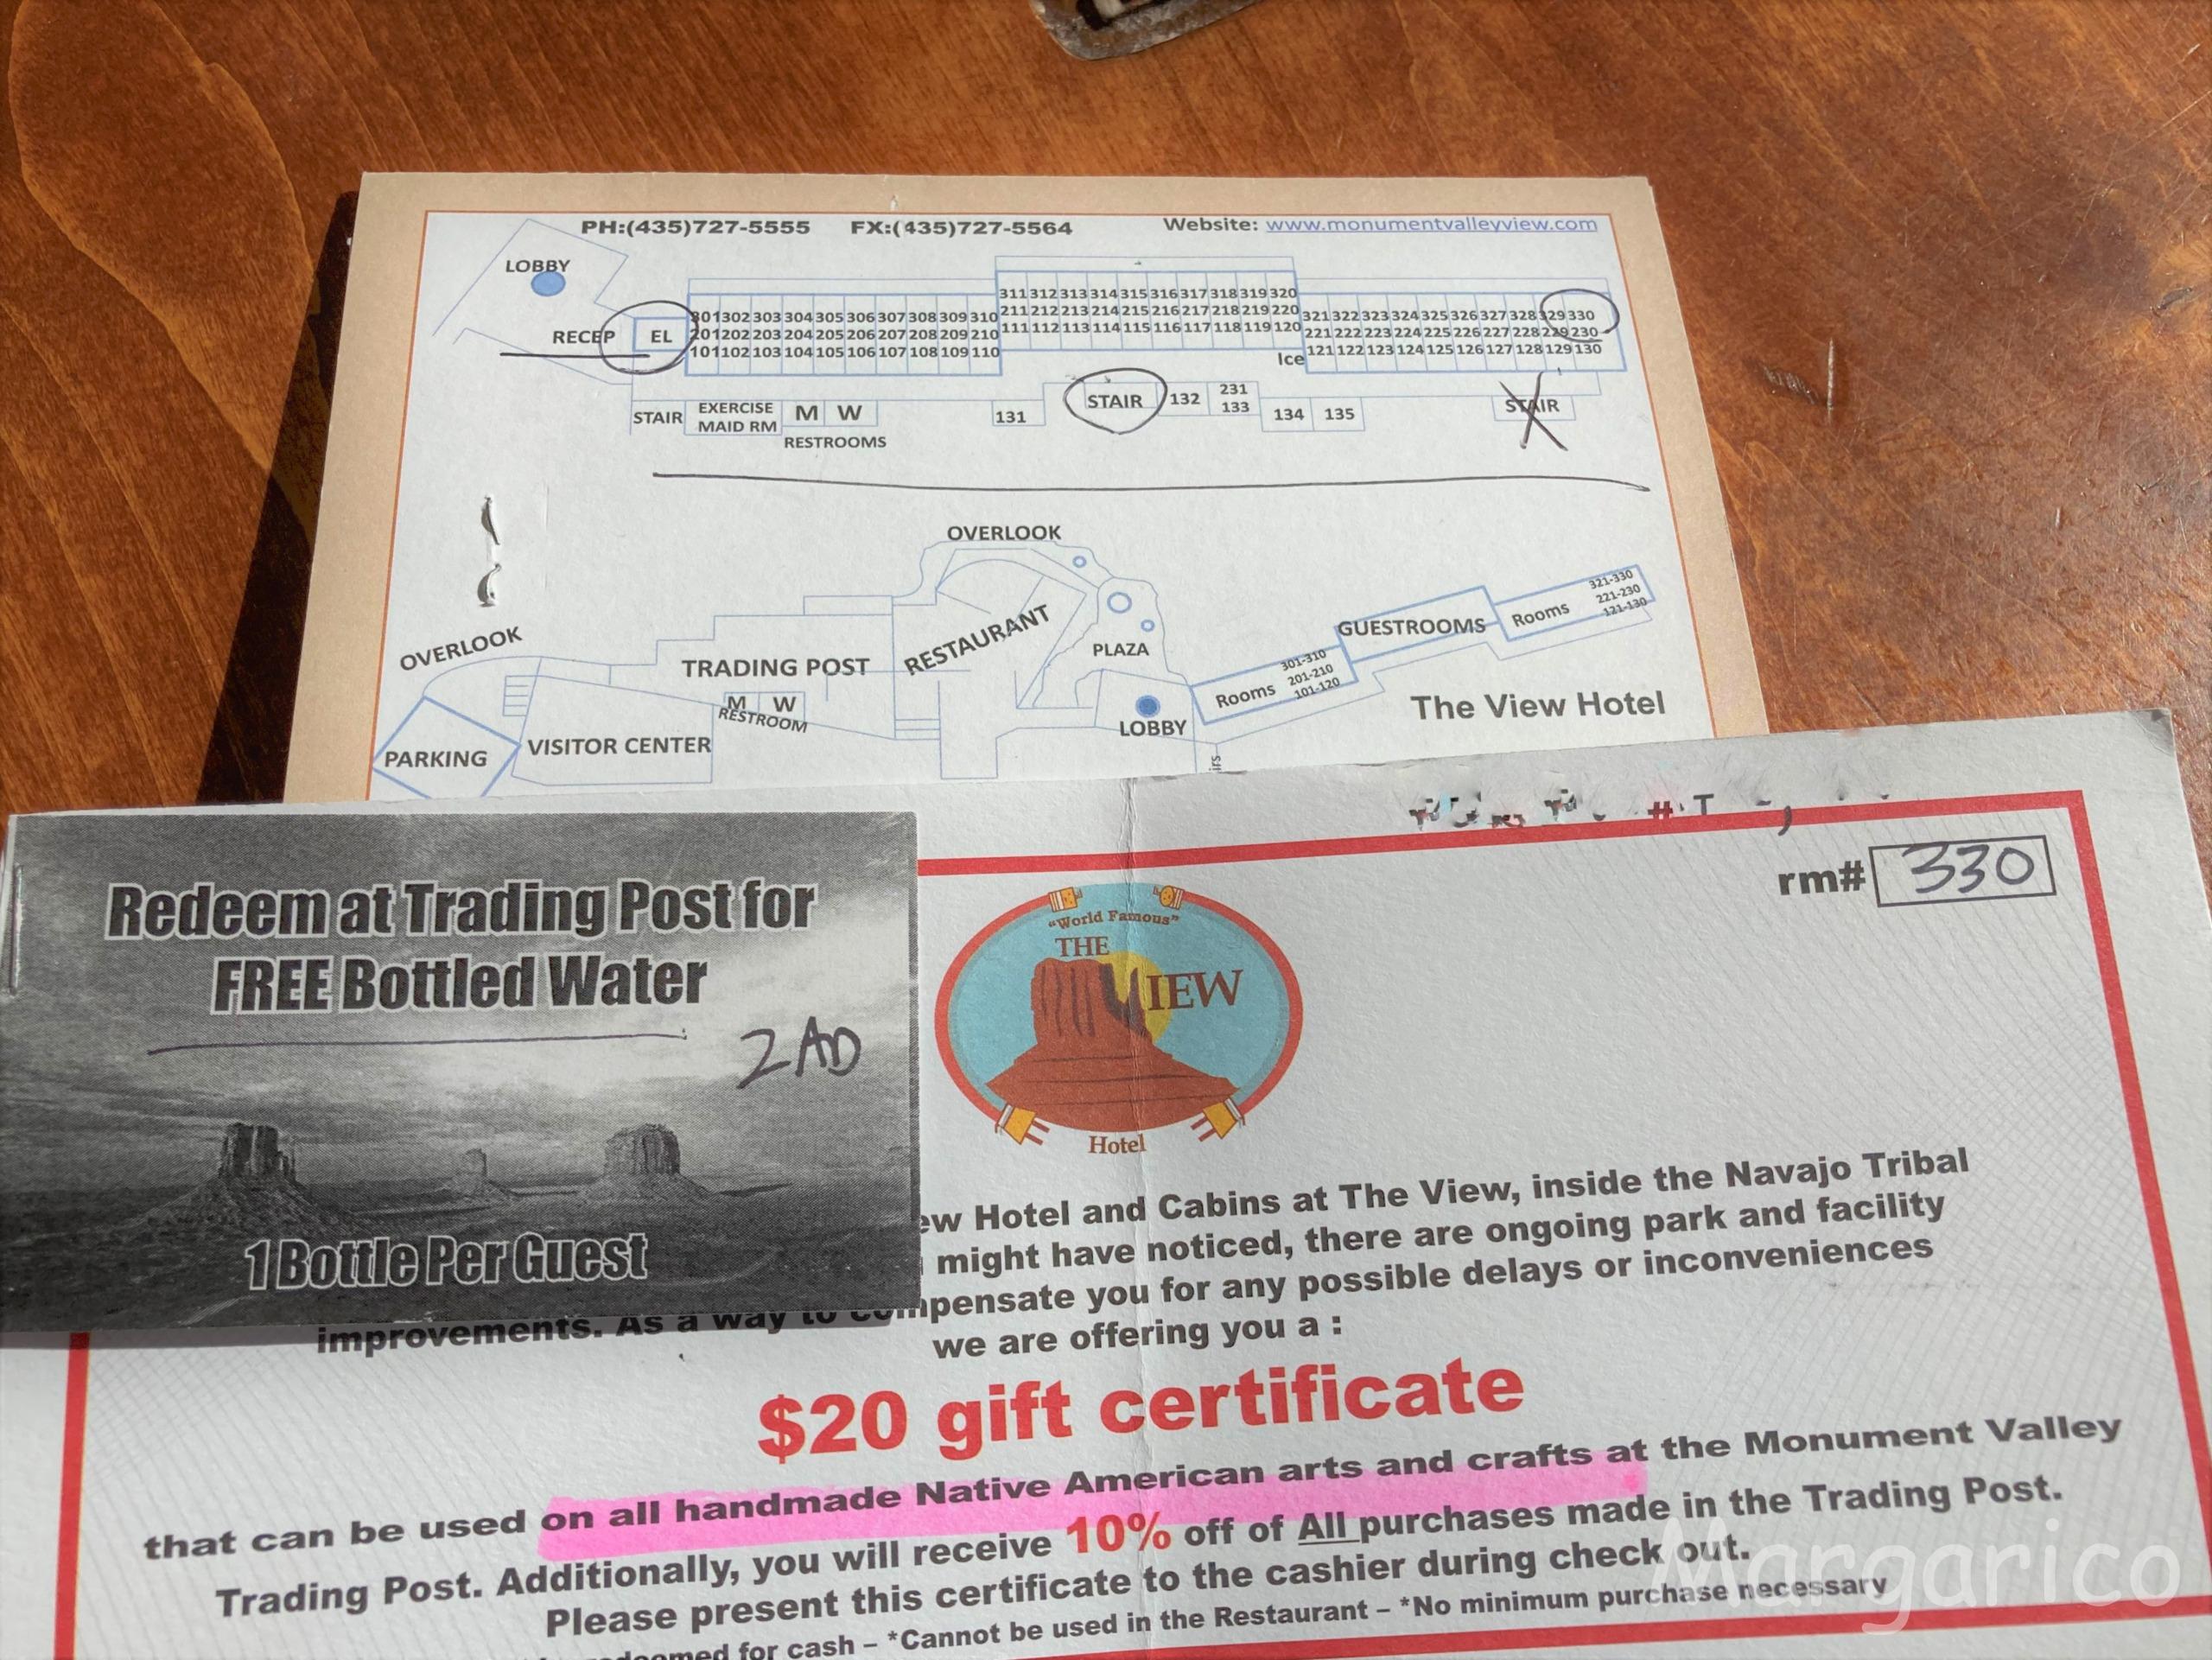 PH:(435)727-5555 FX:(435)727-5564 Website: www.monumentvalleyview.com
LOBBY
RECEP EL
301 302 303 304 305 306 307 308 309 310
201 202 203 204 205 206 207 208 209 210
101 102 103 104 105 106 107 108 109 110
311 312 313 314 315 316 317 318 319 320
211 212 213 214 215 216 217 218 219 220
111 112 113 114 115 116 117 118 119 120
321 322 323 324 325 326 327 328 329 330
221 222 223 224 225 226 227 228 229 230
121 122 123 124 125 126 127 128 129 130
Ice
STAIR
EXERCISE
MAID RM
M W
RESTROOMS
131
STAIR
132
231
133
134 135
STAIR
OVERLOOK
OVERLOOK
TRADING POST
RESTAURANT
PLAZA
M W
RESTROOM
PARKING
VISITOR CENTER
LOBBY
Rooms
301-310
201-210
101-120
GUESTROOMS
Rooms
321-330
221-230
121-130
The View Hotel
Redeem at Trading Post for
FREE Bottled Water
2AD
1 Bottle Per Guest
rm# 330
"World Famous"
THE
VIEW
Hotel
Hotel and Cabins at The View, inside the Navajo Tribal
might have noticed, there are ongoing park and facility
improvements. As a way to compensate you for any possible delays or inconveniences
we are offering you a :
$20 gift certificate
that can be used on all handmade Native American arts and crafts at the Monument Valley
Trading Post. Additionally, you will receive 10% off of All purchases made in the Trading Post.
Please present this certificate to the cashier during check out.
for cash – *Cannot be used in the Restaurant – *No minimum purchase necessary
Margarico